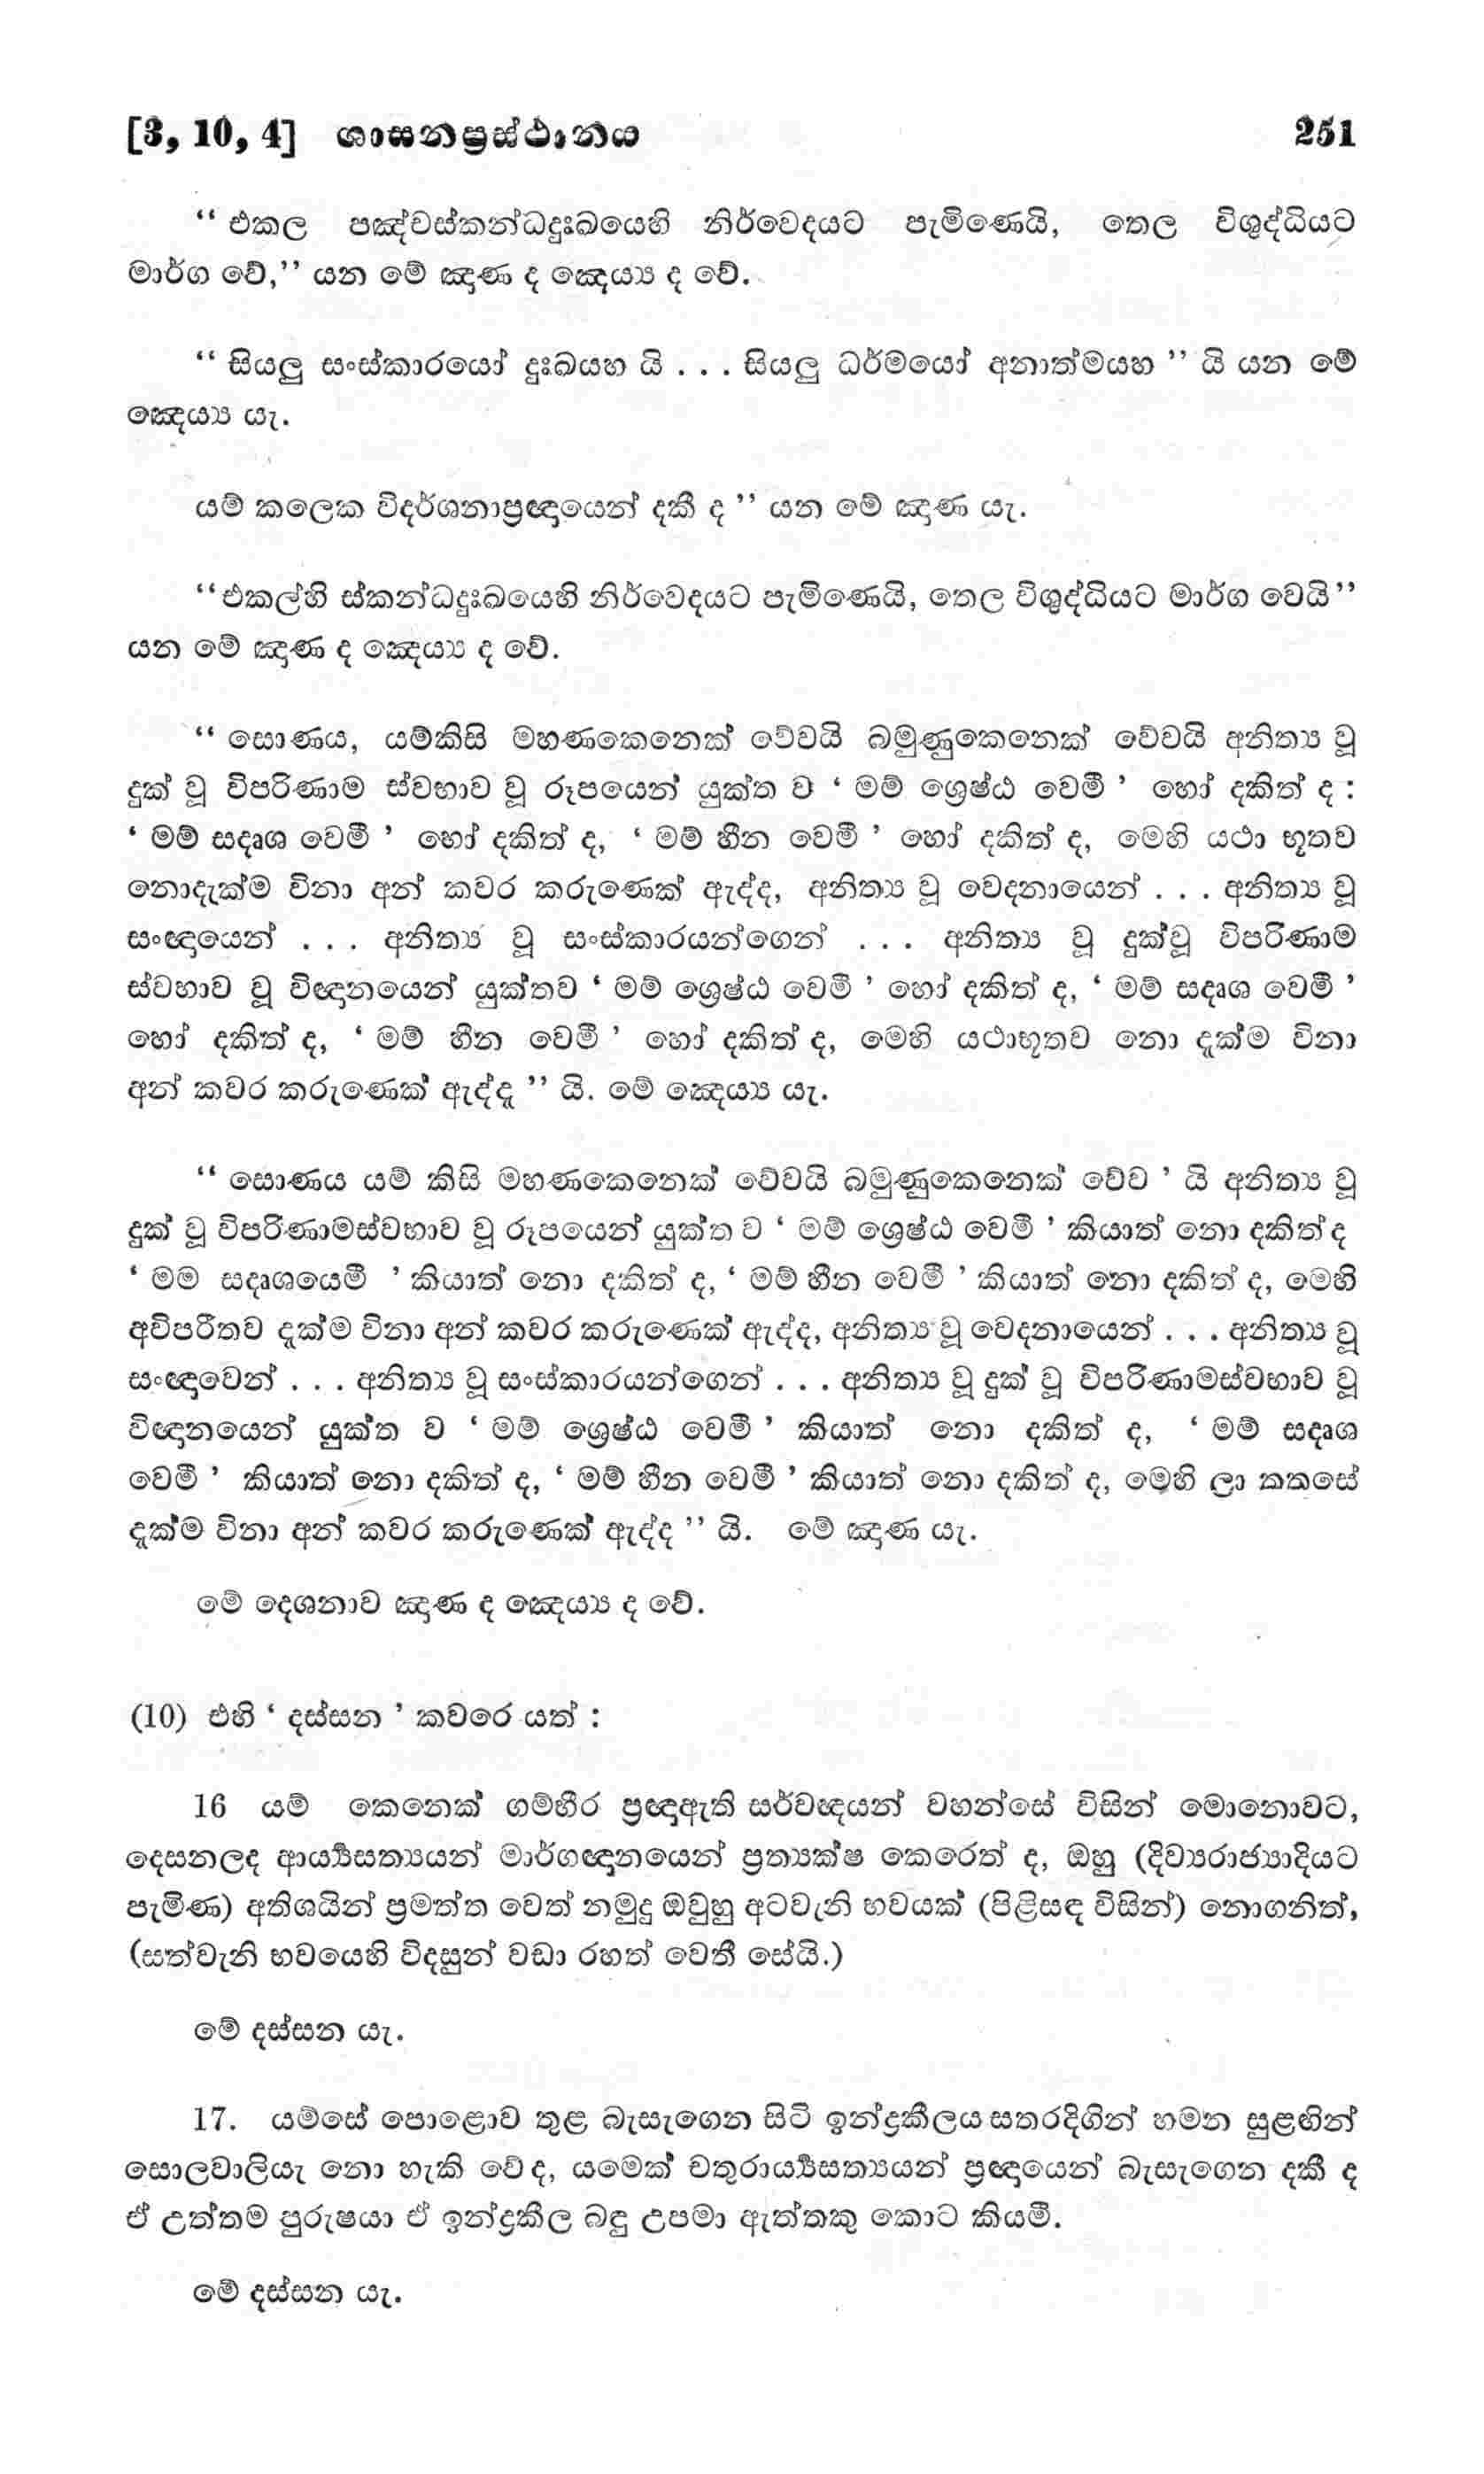 [3, 10, 4] ශාසනප්‍රස්ථානය 251
“ එකල පඤ්චස්කන්ධදුඃඛයෙහි නිර්වෙදයට පැමිණෙයි, තෙල විශුද්ධියට
මාර්ග වේ,” යන මේ ඤාණ ද ඤෙය්‍ය ද වේ.
“ සියලු සංස්කාරයෝ දුඃඛයහ යි . . . සියලු ධර්මයෝ අනාත්මයහ ” යි යන මේ
ඤෙය්‍ය යැ.
යම් කලෙක විදර්ශනාප්‍රඥායෙන් දකී ද ” යන මේ ඤාණ යැ.
“එකල්හි ස්කන්ධදුඃඛයෙහි නිර්වෙදයට පැමිණෙයි, තෙල විශුද්ධියට මාර්ග වෙයි”
යන මේ ඤාණ ද ඤෙය්‍ය ද වේ.
“ සොණය, යම්කිසි මහණකෙනෙක් වේවයි බමුණුකෙනෙක් වේවයි අනිත්‍ය වූ
දුක් වූ විපරිණාම ස්වභාව වූ රූපයෙන් යුක්ත ව ‘ මම් ශ්‍රෙෂ්ඨ වෙමී ’ හෝ දකිත් ද :
‘ මම් සදෘශ වෙමී ’ හෝ දකිත් ද, ‘ මම් හීන වෙමී ’ හෝ දකිත් ද, මෙහි යථා භූතව
නොදැක්ම විනා අන් කවර කරුණෙක් ඇද්ද, අනිත්‍ය වූ වෙදනායෙන් . . . අනිත්‍ය වූ
සංඥායෙන් . . . අනිත්‍ය වූ සංස්කාරයන්ගෙන් . . . අනිත්‍ය වූ දුක්වූ විපරිණාම
ස්වභාව වූ විඥානයෙන් යුක්තව ‘ මම් ශ්‍රෙෂ්ඨ වෙමී ’ හෝ දකිත් ද, ‘ මම් සදෘශ වෙමී ’
හෝ දකිත් ද, ‘ මම් හීන වෙමී ’ හෝ දකිත් ද, මෙහි යථාභූතව නො දැක්ම විනා
අන් කවර කරුණෙක් ඇද්දැ ” යි. මේ ඤෙය්‍ය යැ.
“ සොණය යම් කිසි මහණකෙනෙක් වේවයි බමුණුකෙනෙක් වේව ’ යි අනිත්‍ය වූ
දුක් වූ විපරිණාමස්වභාව වූ රූපයෙන් යුක්ත ව ‘ මම් ශ්‍රෙෂ්ඨ වෙමී ’ කියාත් නො දකිත් ද
‘ මම සදෘශයෙමී ’ කියාත් නො දකිත් ද, ‘ මම් හීන වෙමී ’ කියාත් නො දකිත් ද, මෙහි
අවිපරීතව දැක්ම විනා අන් කවර කරුණෙක් ඇද්ද, අනිත්‍ය වූ වෙදනායෙන් . . . අනිත්‍ය වූ
සංඥාවෙන් . . . අනිත්‍ය වූ සංස්කාරයන්ගෙන් . . . අනිත්‍ය වූ දුක් වූ විපරිණාමස්වභාව වූ
විඥානයෙන් යුක්ත ව ‘ මම් ශ්‍රෙෂ්ඨ වෙමී ’ කියාත් නො දකිත් ද, ‘ මම් සදෘශ
වෙමී ’ කියාත් නො දකිත් ද, ‘ මම් හීන වෙමී ’ කියාත් නො දකිත් ද, මෙහි ලා කකසේ
දැක්ම විනා අන් කවර කරුණෙක් ඇද්ද ” යි. මේ ඤාණ යැ.
මේ දෙශනාව ඤාණ ද ඤෙය්‍ය ද වේ.
(10) එහි ‘ දස්සන ’ කවරෙ යත් :
16 යම් කෙනෙක් ගම්භීර ප්‍රඥාඇති සර්වඥයන් වහන්සේ විසින් මොනොවට,
දෙසනලද ආර්‍ය්‍යසත්‍යයන් මාර්ගඥානයෙන් ප්‍රත්‍යක්ෂ කෙරෙත් ද, ඔහු (දිව්‍යරාජ්‍යාදියට
පැමිණ) අතිශයින් ප්‍රමත්ත වෙත් නමුදු ඔවුහු අටවැනි භවයක් (පිළිසඳ විසින්) නොගනිත්,
(සත්වැනි භවයෙහි විදසුන් වඩා රහත් වෙතී සේයි.)
මේ දස්සන යැ.
17. යම්සේ පොළොව තුළ බැසැගෙන සිටි ඉන්ද්‍රකීලය සතරදිගින් හමන සුළඟින්
සොලවාලියැ නො හැකි වේ ද, යමෙක් චතුරාර්‍ය්‍යසත්‍යයන් ප්‍රඥායෙන් බැසැගෙන දකී ද
ඒ උත්තම පුරුෂයා ඒ ඉන්ද්‍රකීල බඳු උපමා ඇත්තකු කොට කියමී.
මේ දස්සන යැ.